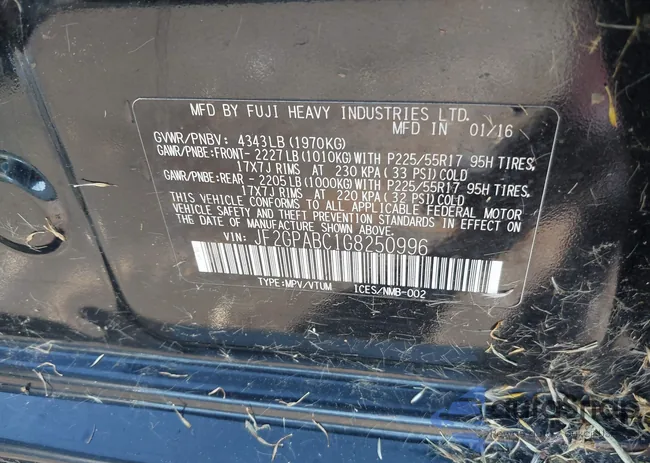 MFD BY FUJI HEAVY INDUSTRIES LTD.
MFD IN 01/16
GVWR/PNBV: 4343LB(1970KG)
GAWR/PNBE:FRONT- 2227LB(1010KG)WITH P225/55R17 95H TIRES,
17X7J RIMS AT 230 KPA(33 PSI)COLD
GAWR/PNBE:REAR - 2205LB(1000KG)WITH P225/55R17 95H TIRES,
17X7J RIMS AT 220 KPA(32 PSI)COLD
THIS VEHICLE CONFORMS TO ALL APPLICABLE FEDERAL MOTOR
VEHICLE SAFETY AND THEFT PREVENTION STANDARDS IN EFFECT ON
THE DATE OF MANUFACTURE SHOWN ABOVE.
VIN: JF2GPABC1G8250996
TYPE:MPV/VTUM ICES/NMB-002